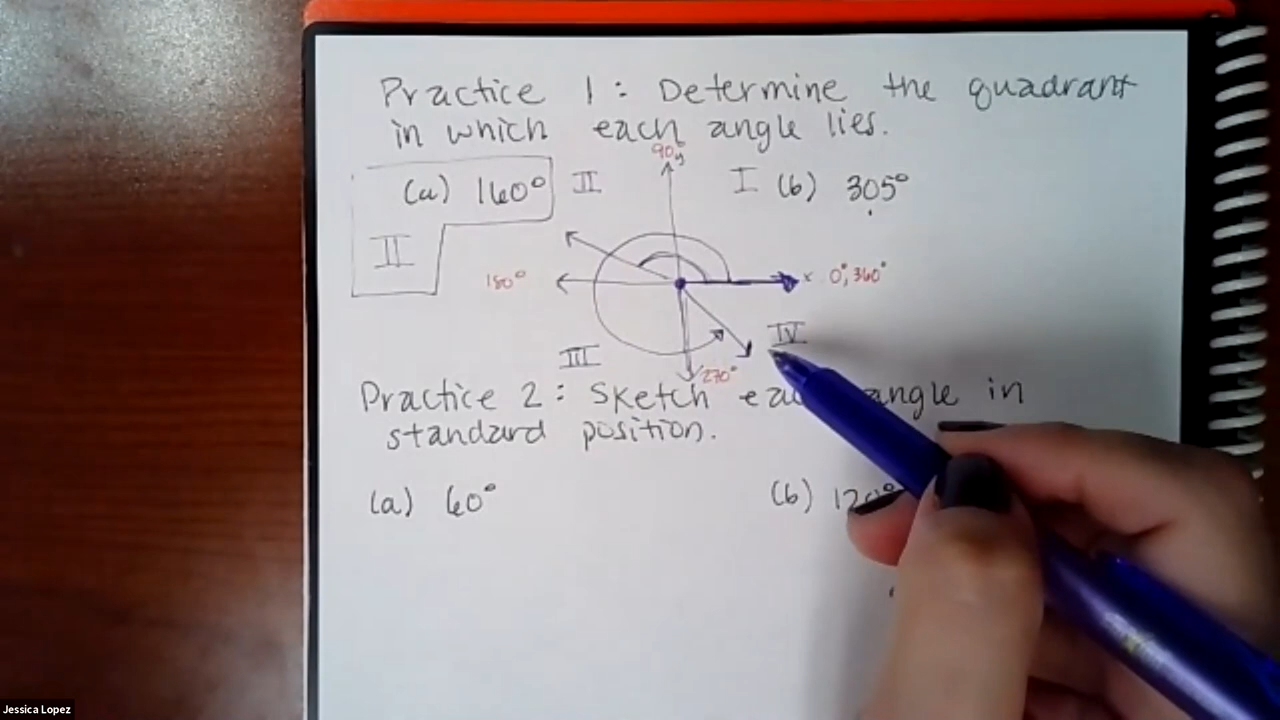 Practice 1: Determine the quadrant
in which each angle lies.
90° y
(a) 160° II I (b) 305°
II
180° x 0°, 360°
III IV
270°
Practice 2: Sketch angle in
standard position.
(a) 60° (b)
Jessica Lopez